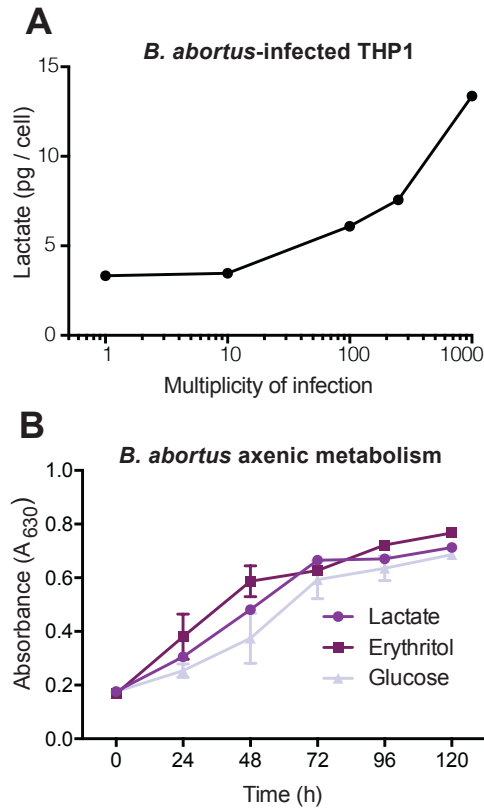 A
B. abortus-infected THP1
15
10
5
0
Lactate (pg / cell)
1 10 100 1000
Multiplicity of infection
B
B. abortus axenic metabolism
1.0
0.8
0.6
0.4
0.2
0.0
Absorbance (A630)
Lactate
Erythritol
Glucose
0 24 48 72 96 120
Time (h)